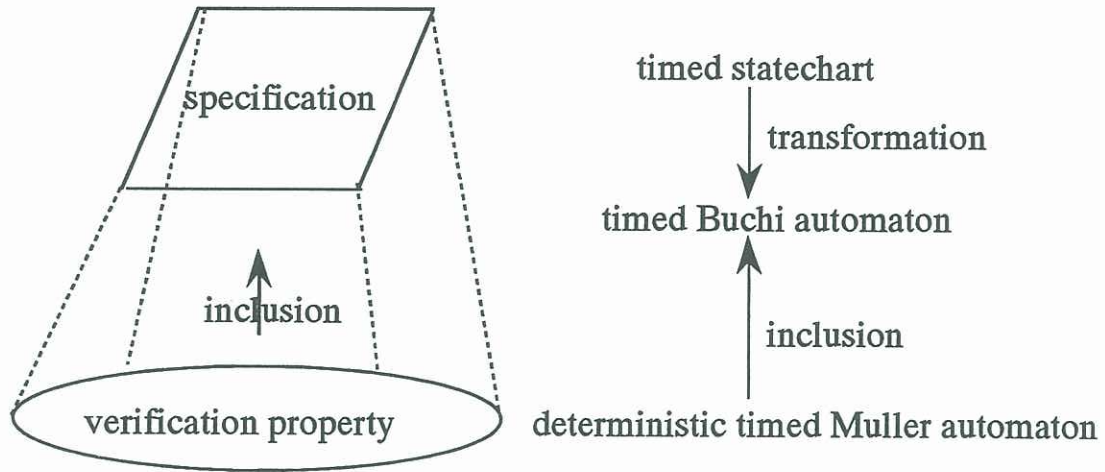 specification
inclusion
verification property
timed statechart
transformation
timed Buchi automaton
inclusion
deterministic timed Muller automaton